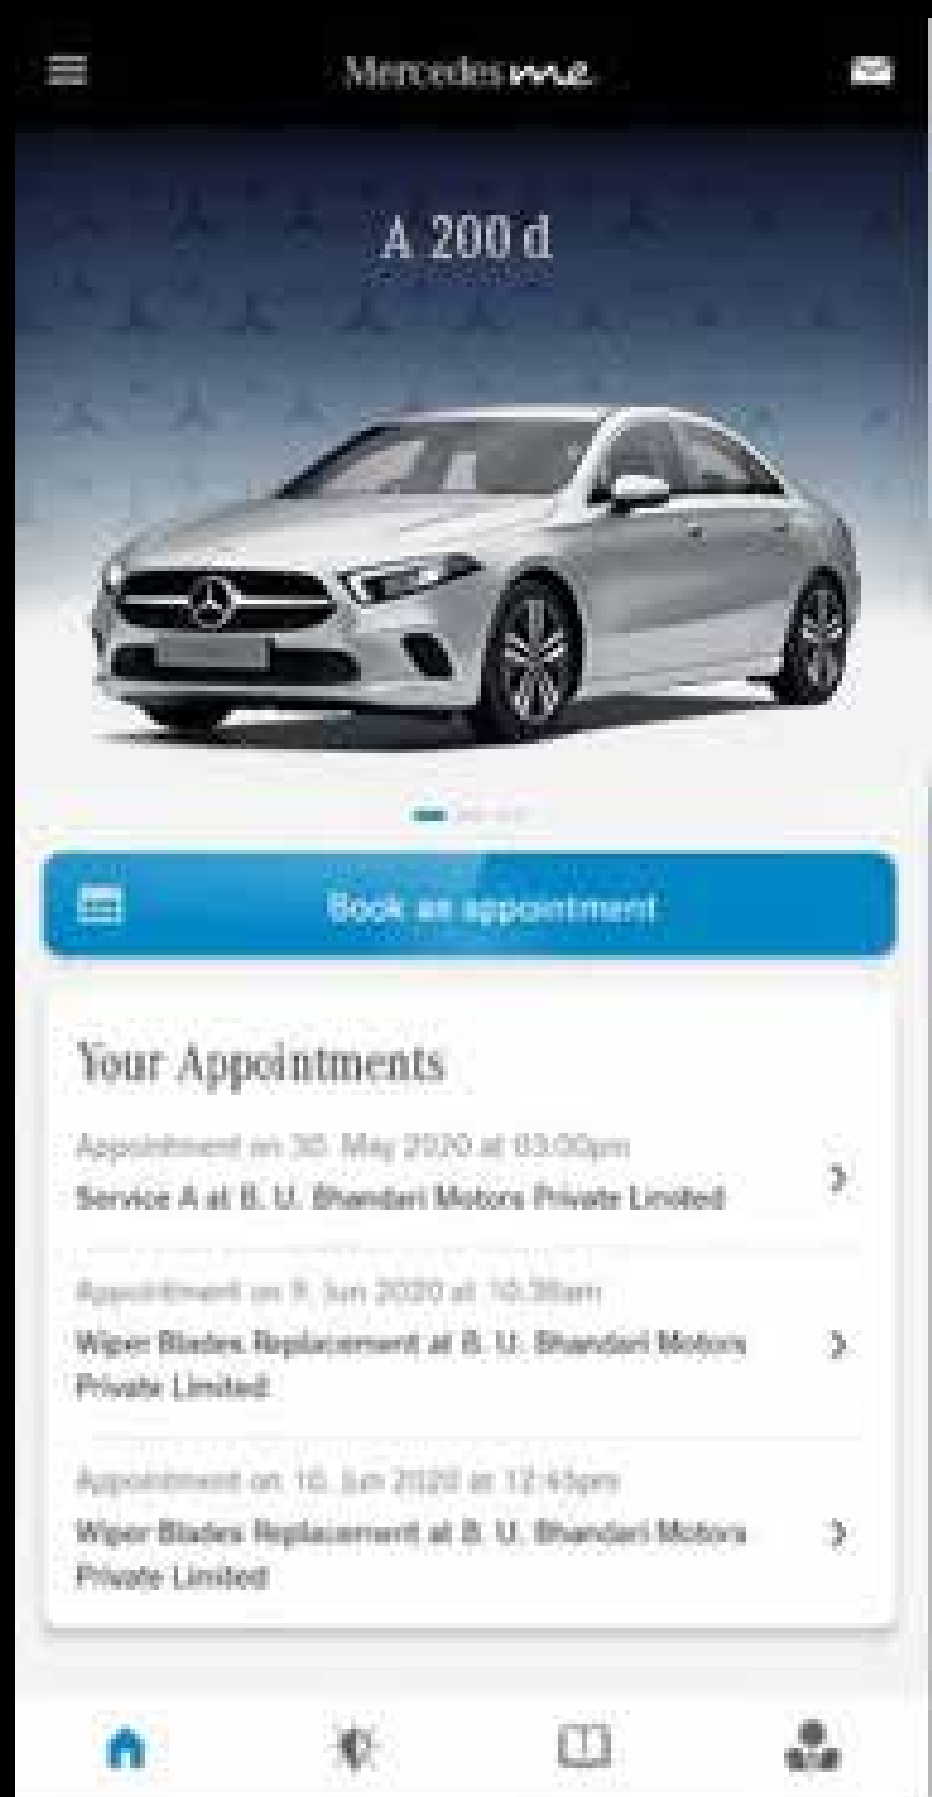 Mercedes me
A 200 d
Book an appointment
Your Appointments
Appointment on 30. May 2020 at 03:00pm
Service A at B. U. Bhandari Motors Private Limited
Appointment on 9. Jun 2020 at 10:30am
Wiper Blades Replacement at B. U. Bhandari Motors
Private Limited
Appointment on 10. Jun 2020 at 12:45pm
Wiper Blades Replacement at B. U. Bhandari Motors
Private Limited